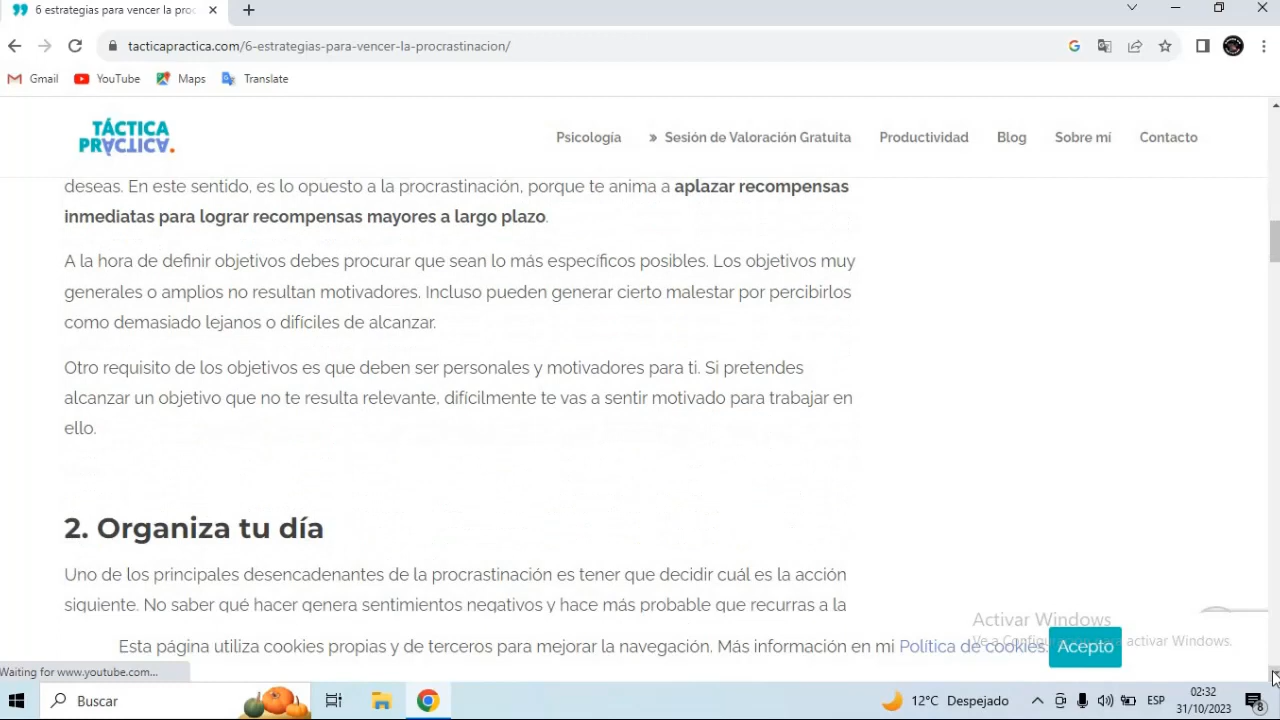 6 estrategias para vencer la pro
tacticapractica.com/6-estrategias-para-vencer-la-procrastinacion/
Gmail YouTube Maps Translate
TÁCTICA
PRACTICA.
Psicología » Sesión de Valoración Gratuita Productividad Blog Sobre mí Contacto
deseas. En este sentido, es lo opuesto a la procrastinación, porque te anima a aplazar recompensas
inmediatas para lograr recompensas mayores a largo plazo.
A la hora de definir objetivos debes procurar que sean lo más específicos posibles. Los objetivos muy
generales o amplios no resultan motivadores. Incluso pueden generar cierto malestar por percibirlos
como demasiado lejanos o difíciles de alcanzar.
Otro requisito de los objetivos es que deben ser personales y motivadores para ti. Si pretendes
alcanzar un objetivo que no te resulta relevante, difícilmente te vas a sentir motivado para trabajar en
ello.
2. Organiza tu día
Uno de los principales desencadenantes de la procrastinación es tener que decidir cuál es la acción
siguiente. No saber qué hacer genera sentimientos negativos y hace más probable que recurras a la
Activar Windows
Ve a Configuración para activar Windows.
Esta página utiliza cookies propias y de terceros para mejorar la navegación. Más información en mi Política de cookies. Acepto
Waiting for www.youtube.com...
Buscar
12°C Despejado
ESP
02:32
31/10/2023
8